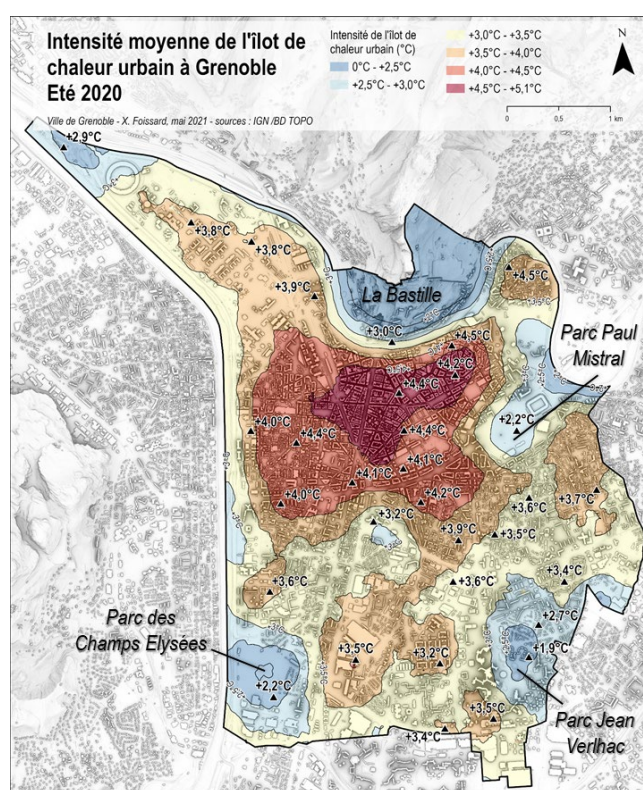 Intensité moyenne de l'îlot de
chaleur urbain à Grenoble
Eté 2020
Ville de Grenoble - X. Foissard, mai 2021 - sources : IGN /BD TOPO
Intensité de l'îlot de
chaleur urbain (°C)
0°C - +2,5°C
+2,5°C - +3,0°C
+3,0°C - +3,5°C
+3,5°C - +4,0°C
+4,0°C - +4,5°C
+4,5°C - +5,1°C
N
0 0,5 1 km
+2,9°C
+3,8°C
+3,8°C
+3,9°C
La Bastille
+4,5°C
+3,0°C
Parc Paul
Mistral
+4,5°C
+4,2°C
+4,4°C
+2,2°C
+4,0°C
+4,4°C
+4,4°C
+4,1°C
+4,1°C
+4,0°C
+4,2°C
+3,7°C
+3,6°C
+3,2°C
+3,9°C
+3,5°C
+3,6°C
+3,6°C
+3,4°C
Parc des
Champs Elysées
+2,7°C
+3,5°C
+3,2°C
+1,9°C
+2,2°C
+3,5°C
+3,4°C
Parc Jean
Verlhac